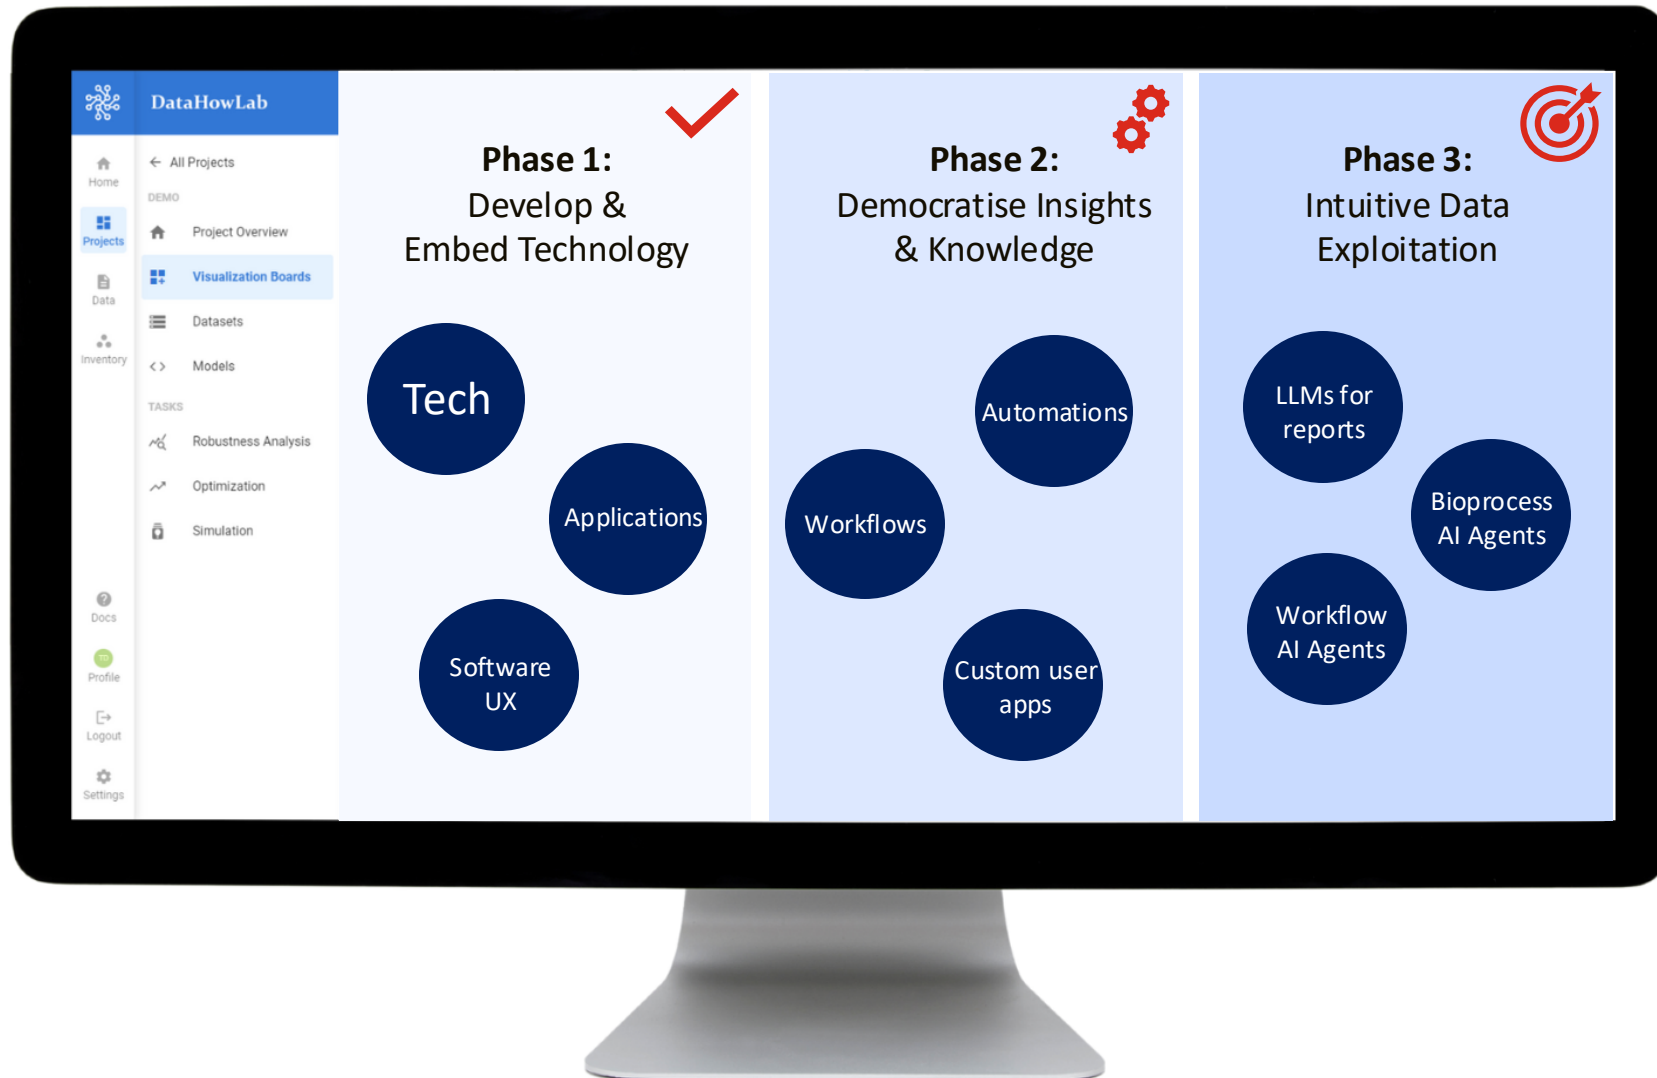 DataHowLab
Home
Projects
Data
Inventory
Docs
TD
Profile
Logout
Settings
All Projects
DEMO
Project Overview
Visualization Boards
Datasets
Models
TASKS
Robustness Analysis
Optimization
Simulation
Phase 1:
Develop &
Embed Technology
Tech
Applications
Software
UX
Phase 2:
Democratise Insights
& Knowledge
Automations
Workflows
Custom user
apps
Phase 3:
Intuitive Data
Exploitation
LLMs for
reports
Bioprocess
AI Agents
Workflow
AI Agents